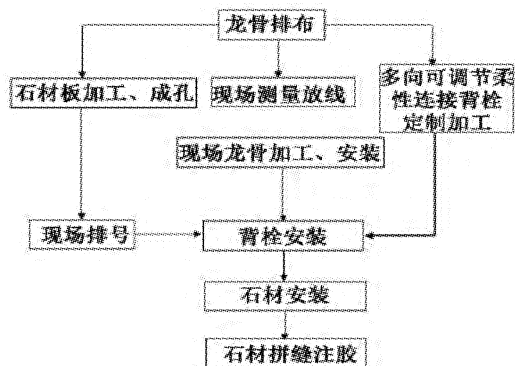 龙骨排布
石材板加工、成孔
现场测量放线
多向可调节柔
性连接背栓
定制加工
现场龙骨加工、安装
现场排号
背栓安装
石材安装
石材拼缝注胶